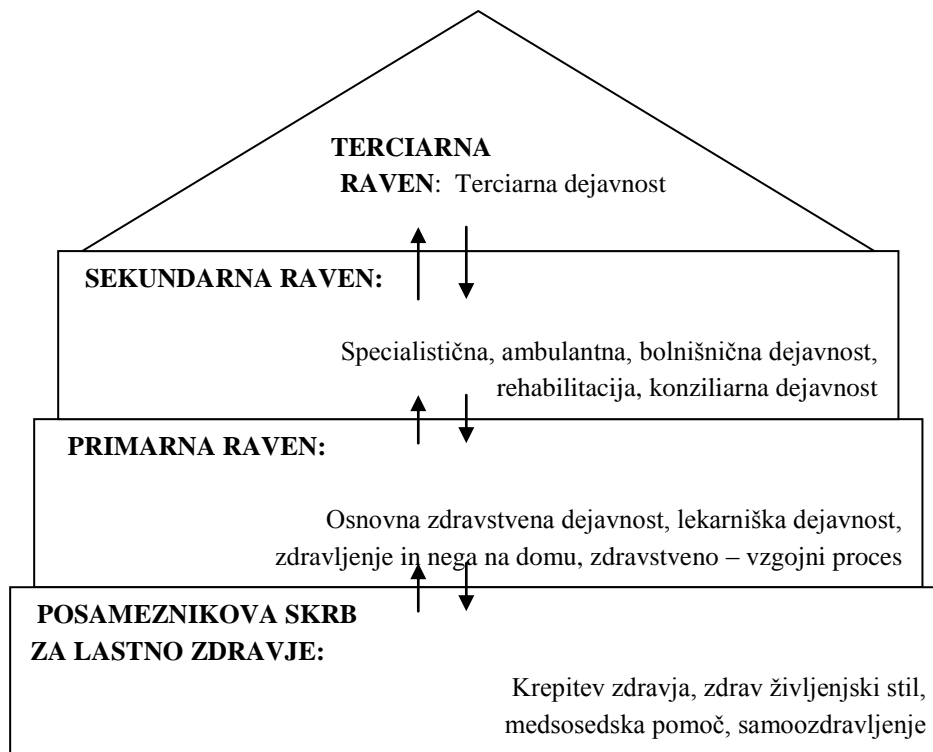 TERCIARNA
RAVEN: Terciarna dejavnost
SEKUNDARNA RAVEN:
Specialistična, ambulantna, bolnišnična dejavnost,
rehabilitacija, konziliarna dejavnost
PRIMARNA RAVEN:
Osnovna zdravstvena dejavnost, lekarniška dejavnost,
zdravljenje in nega na domu, zdravstveno – vzgojni proces
POSAMEZNIKOVA SKRB
ZA LASTNO ZDRAVJE:
Krepitev zdravja, zdrav življenjski stil,
medsosedska pomoč, samoozdravljenje